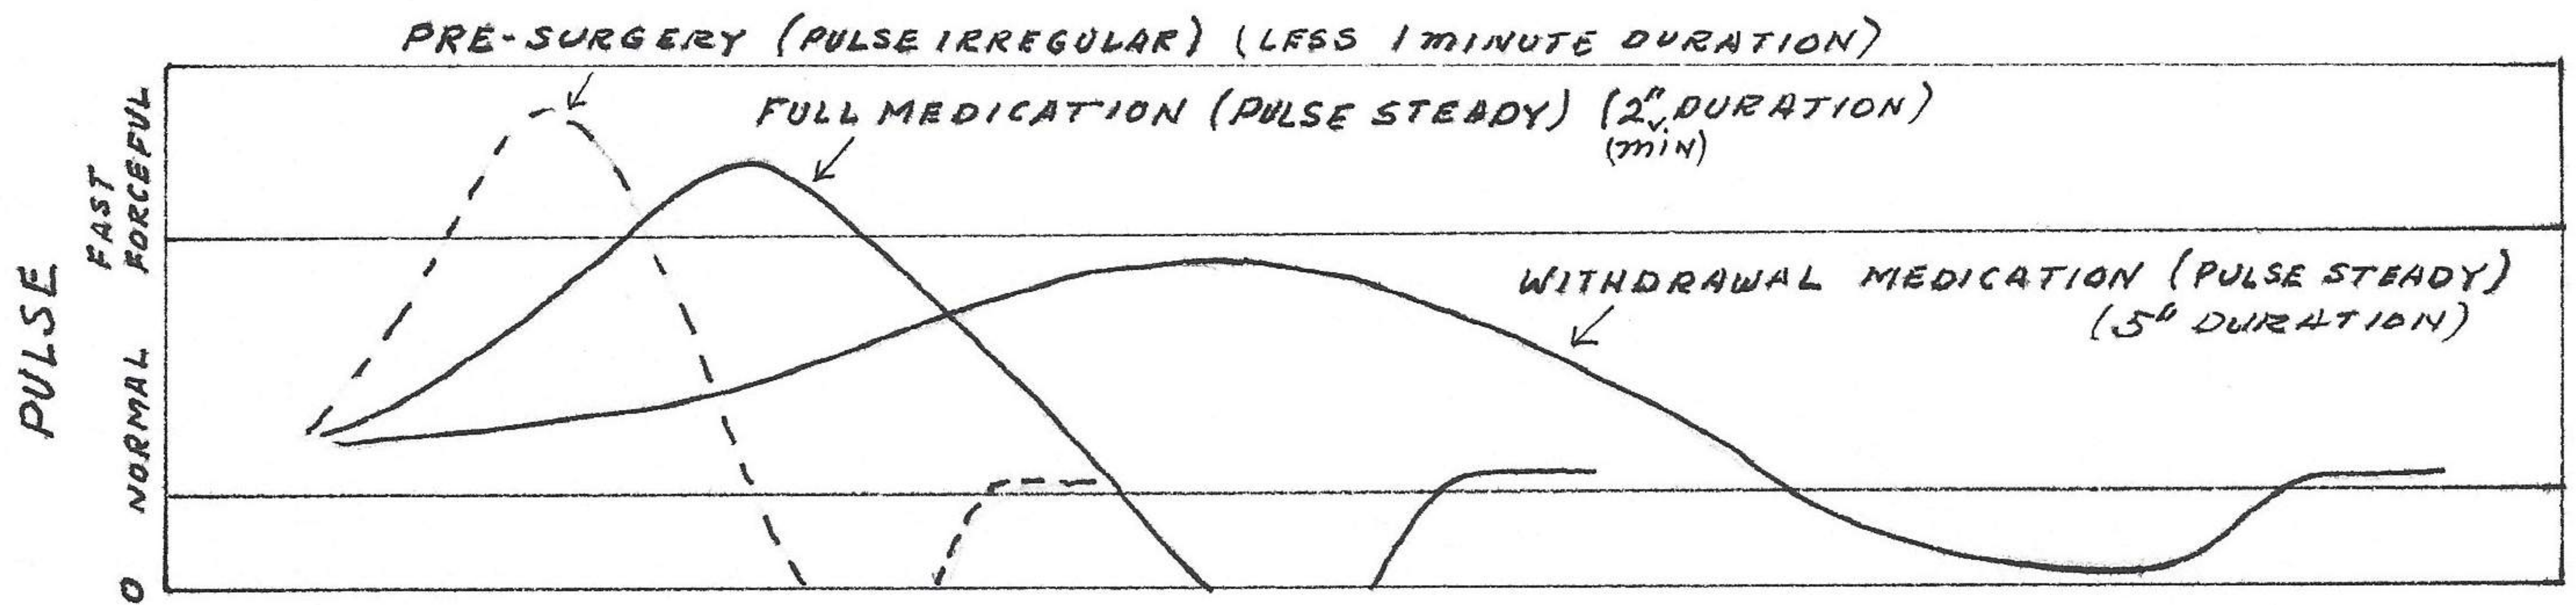 PRE-SURGERY (PULSE IRREGULAR) (LESS 1 MINUTE DURATION)
FULL MEDICATION (PULSE STEADY) (2" DURATION)
(MIN)
WITHDRAWAL MEDICATION (PULSE STEADY)
(5" DURATION)
PULSE
FAST
FORCEFUL
NORMAL
0